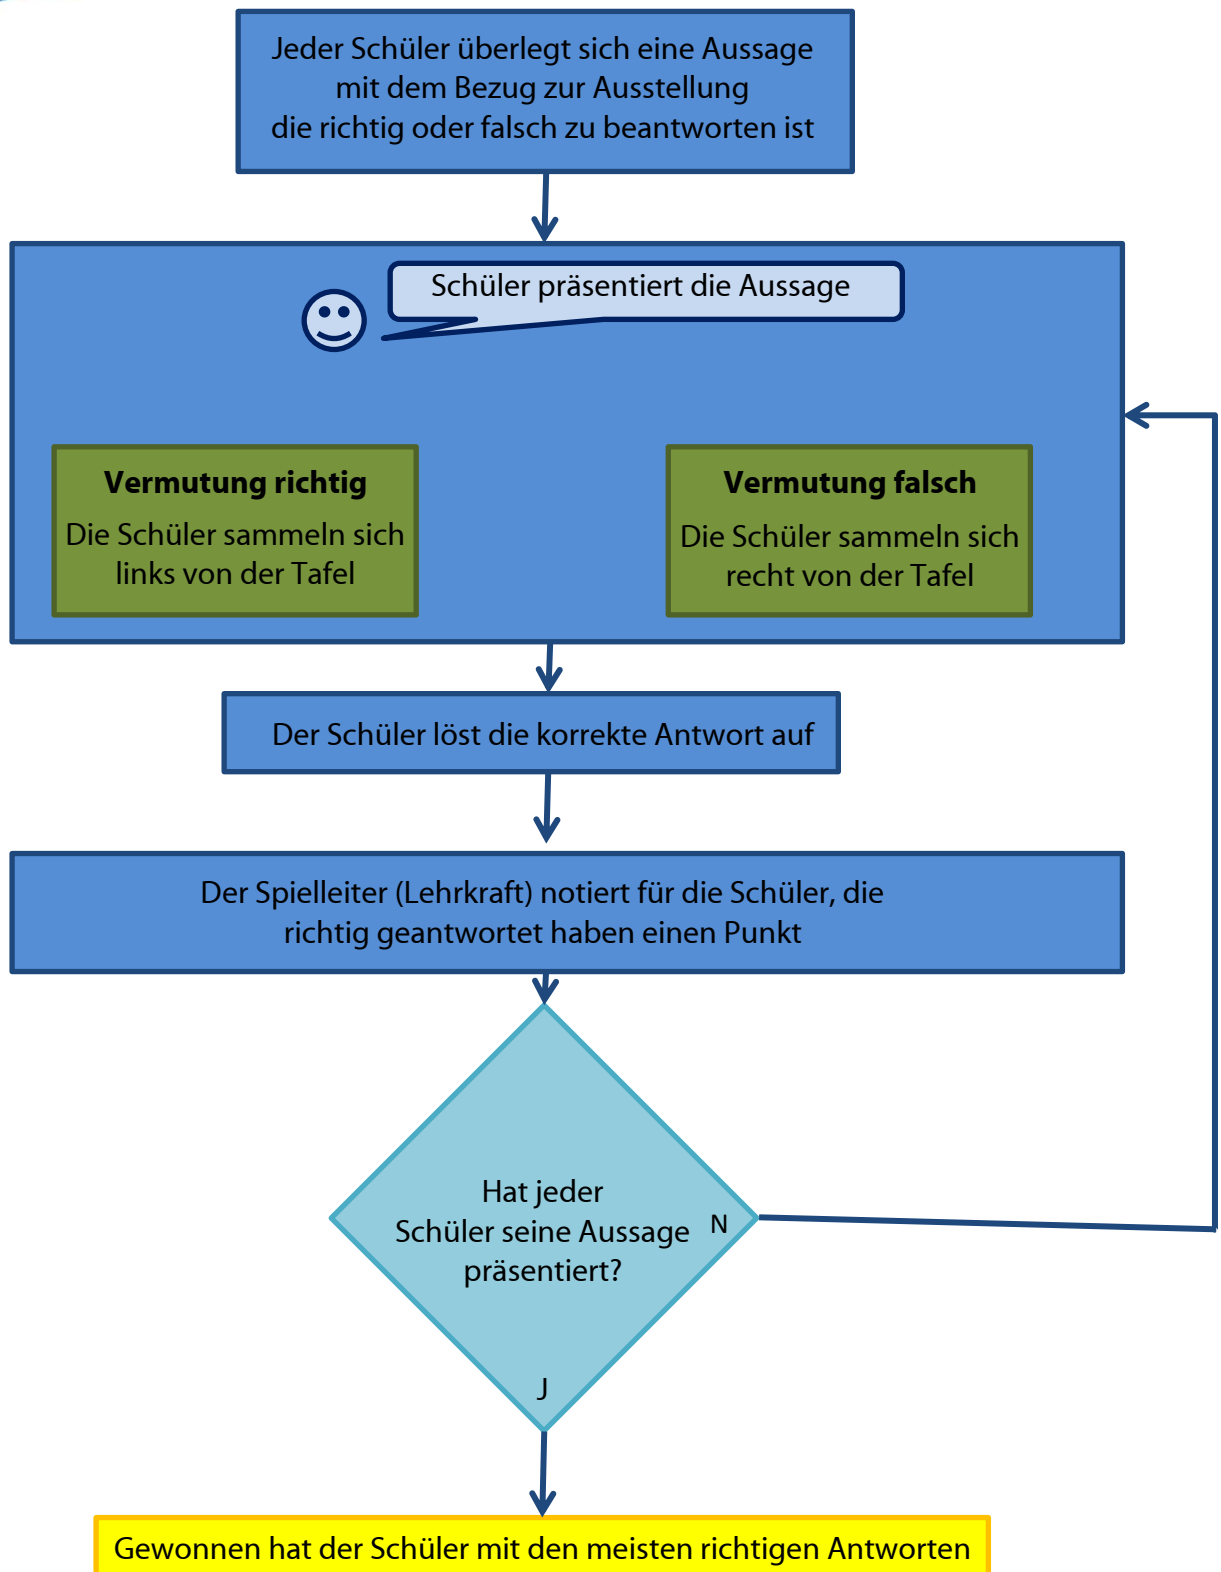 Jeder Schüler überlegt sich eine Aussage
mit dem Bezug zur Ausstellung
die richtig oder falsch zu beantworten ist
Schüler präsentiert die Aussage
Vermutung richtig
Die Schüler sammeln sich
links von der Tafel
Vermutung falsch
Die Schüler sammeln sich
recht von der Tafel
Der Schüler löst die korrekte Antwort auf
Der Spielleiter (Lehrkraft) notiert für die Schüler, die
richtig geantwortet haben einen Punkt
Hat jeder
Schüler seine Aussage
präsentiert?
N
J
Gewonnen hat der Schüler mit den meisten richtigen Antworten